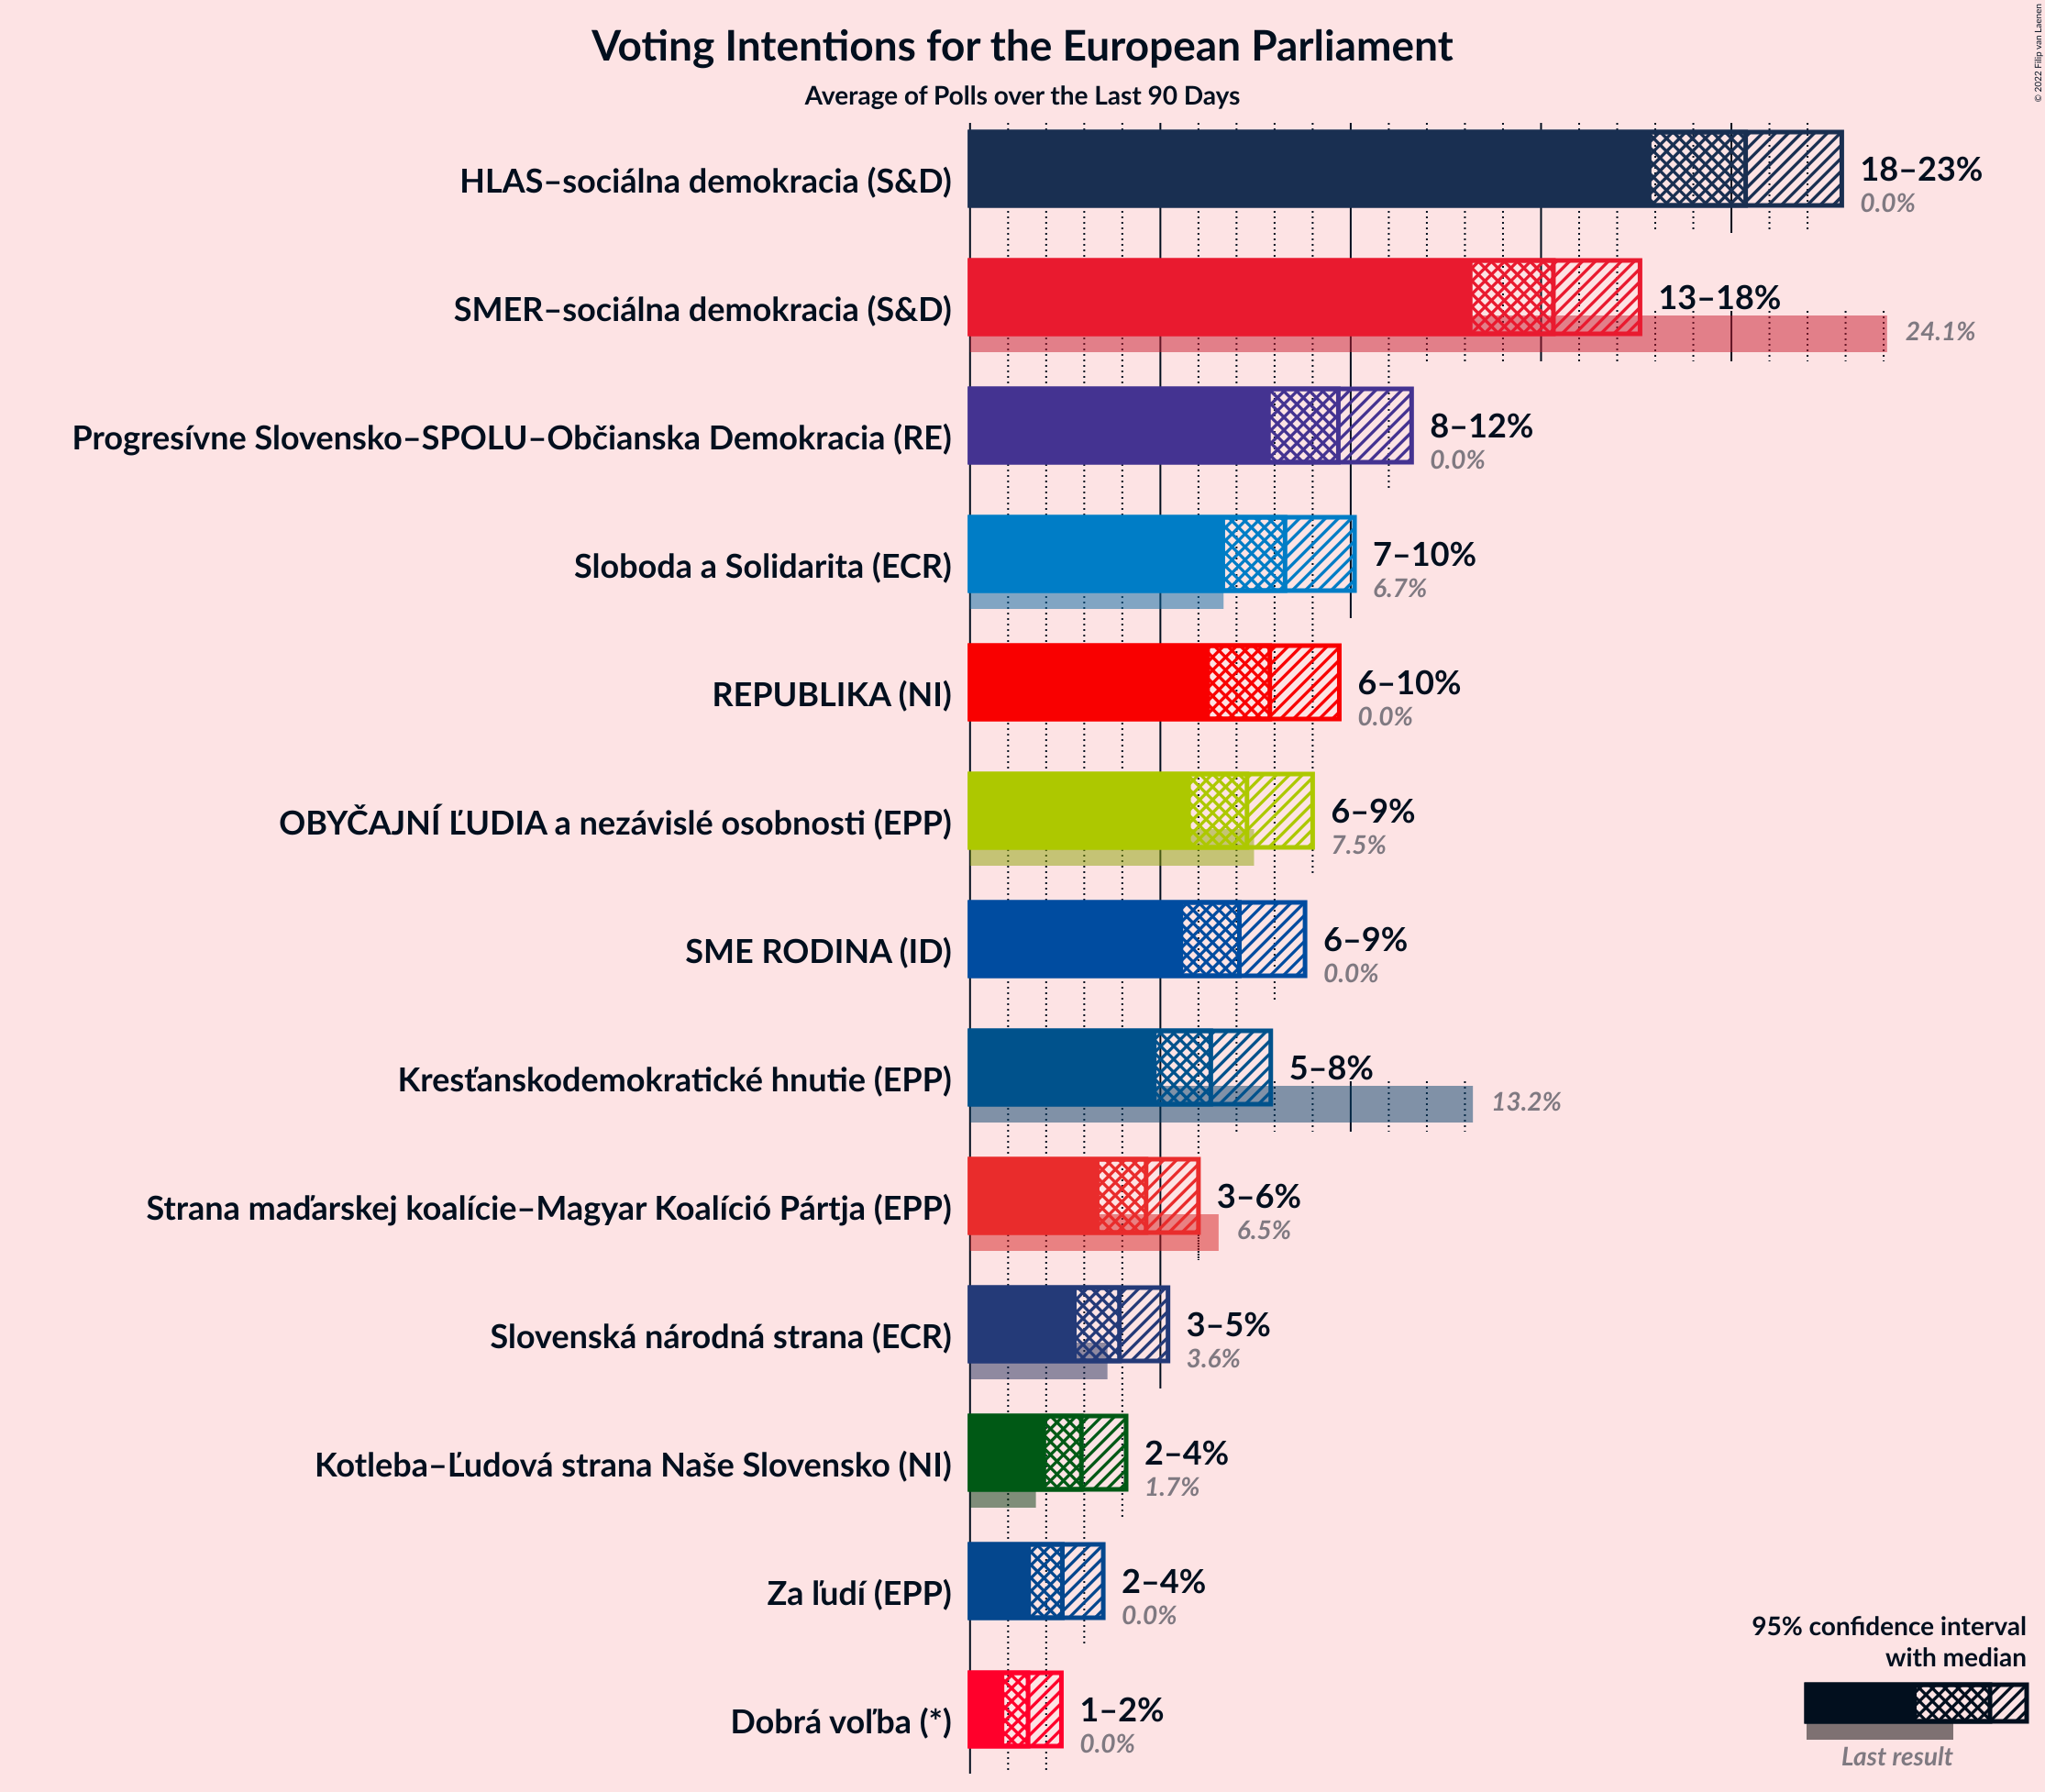 © 2022 Filip van Laenen
Voting Intentions for the European Parliament
Average of Polls over the Last 90 Days
HLAS–sociálna demokracia (S&D)
18–23%
0.0%
SMER–sociálna demokracia (S&D)
13–18%
24.1%
Progresívne Slovensko–SPOLU–Občianska Demokracia (RE)
8–12%
0.0%
Sloboda a Solidarita (ECR)
7–10%
6.7%
REPUBLIKA (NI)
6–10%
0.0%
OBYČAJNÍ ĽUDIA a nezávislé osobnosti (EPP)
6–9%
7.5%
SME RODINA (ID)
6–9%
0.0%
Kresťanskodemokratické hnutie (EPP)
5–8%
13.2%
Strana maďarskej koalície–Magyar Koalíció Pártja (EPP)
3–6%
6.5%
Slovenská národná strana (ECR)
3–5%
3.6%
Kotleba–Ľudová strana Naše Slovensko (NI)
2–4%
1.7%
Za ľudí (EPP)
2–4%
0.0%
Dobrá voľba (*)
1–2%
0.0%
95% confidence interval
with median
Last result